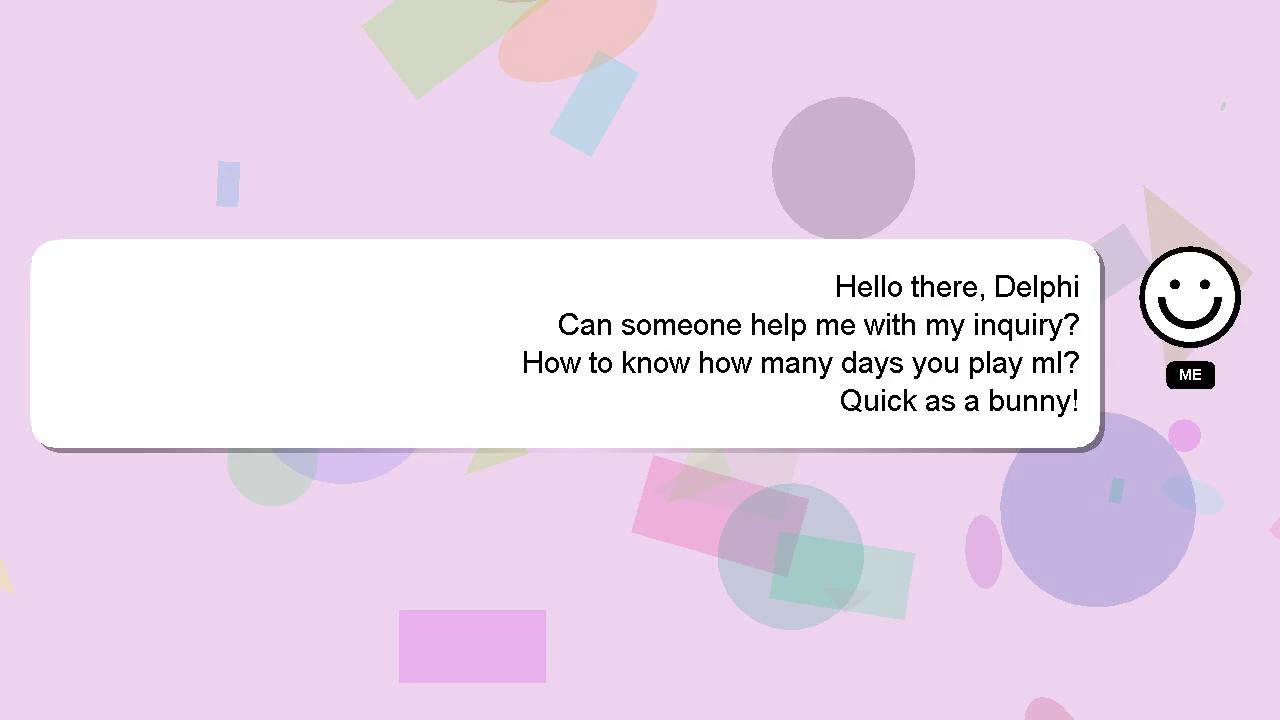 Hello there, Delphi
Can someone help me with my inquiry?
How to know how many days you play ml?
Quick as a bunny!
ME